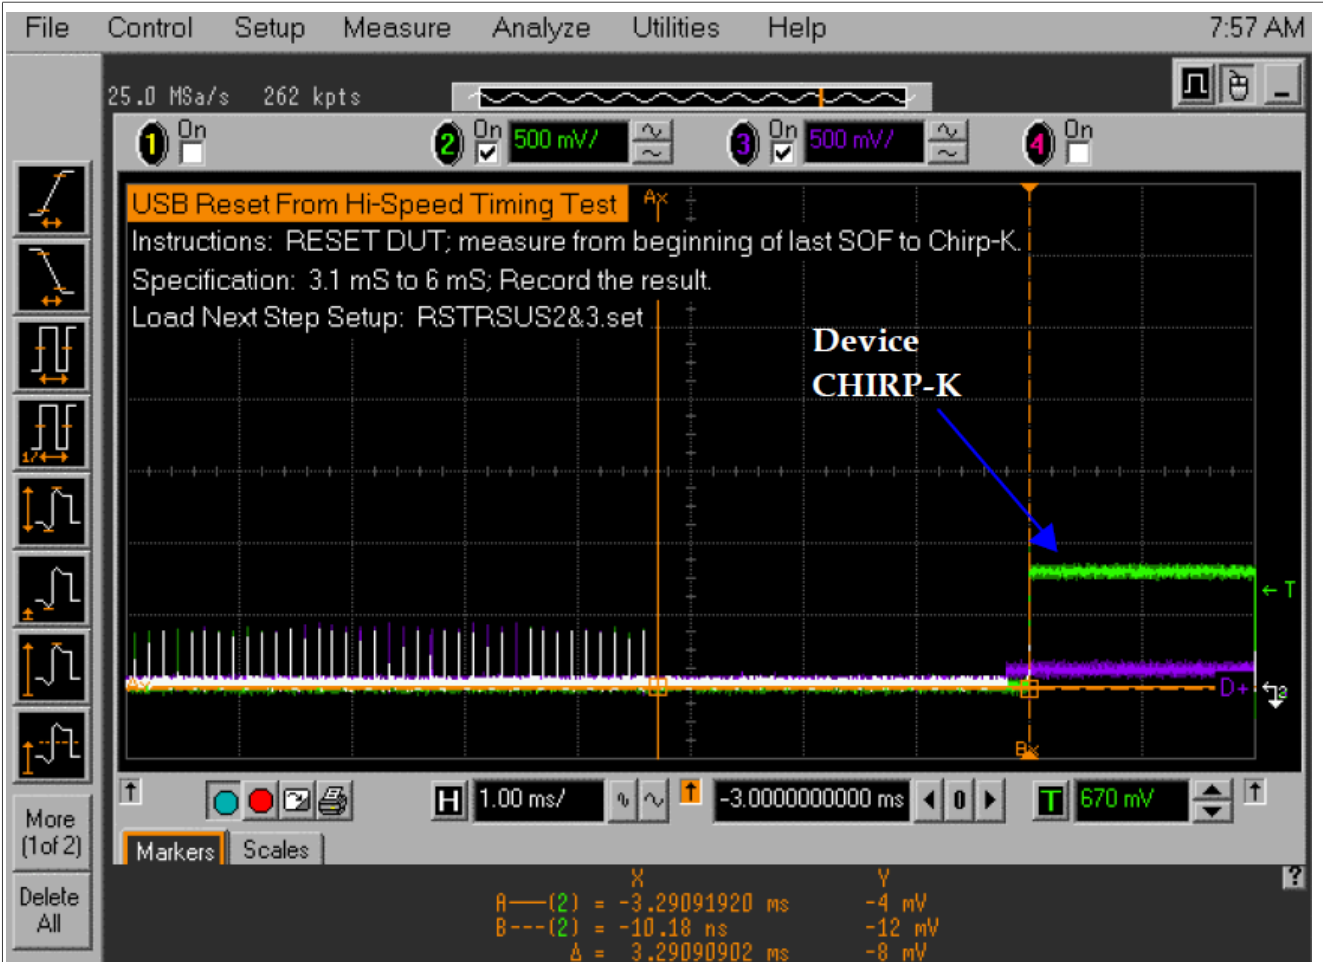 File Control Setup Measure Analyze Utilities Help 7:57 AM
25.0 MSa/s 262 kpts
1 On 2 On 500 mV/ 3 On 500 mV/ 4 On
USB Reset From Hi-Speed Timing Test
Ax
Instructions: RESET DUT; measure from beginning of last SOF to Chirp-K.
Specification: 3.1 mS to 6 mS; Record the result.
Load Next Step Setup: RSTRSUS2&3.set
Device
CHIRP-K
1/
T
Ay
D+ 2
Bx
H 1.00 ms/ -3.0000000000 ms 0 T 670 mV
More
(1 of 2)
Markers Scales
Delete
All
?
X Y
A——(2) = -3.29091920 ms -4 mV
B---(2) = -10.18 ns -12 mV
Δ = 3.29090902 ms -8 mV